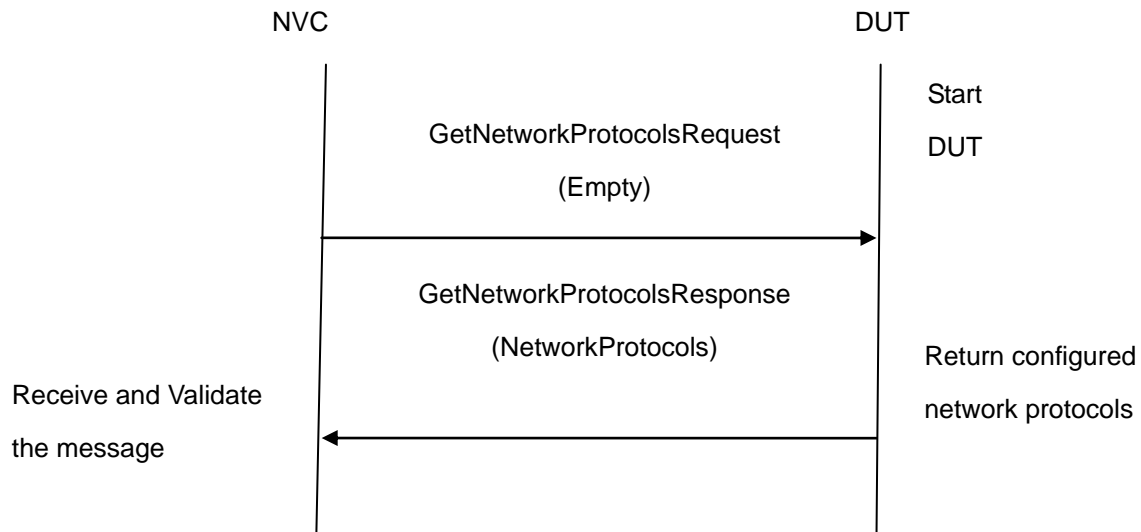 NVC
DUT
Start
DUT
GetNetworkProtocolsRequest
(Empty)
GetNetworkProtocolsResponse
(NetworkProtocols)
Return configured
network protocols
Receive and Validate
the message